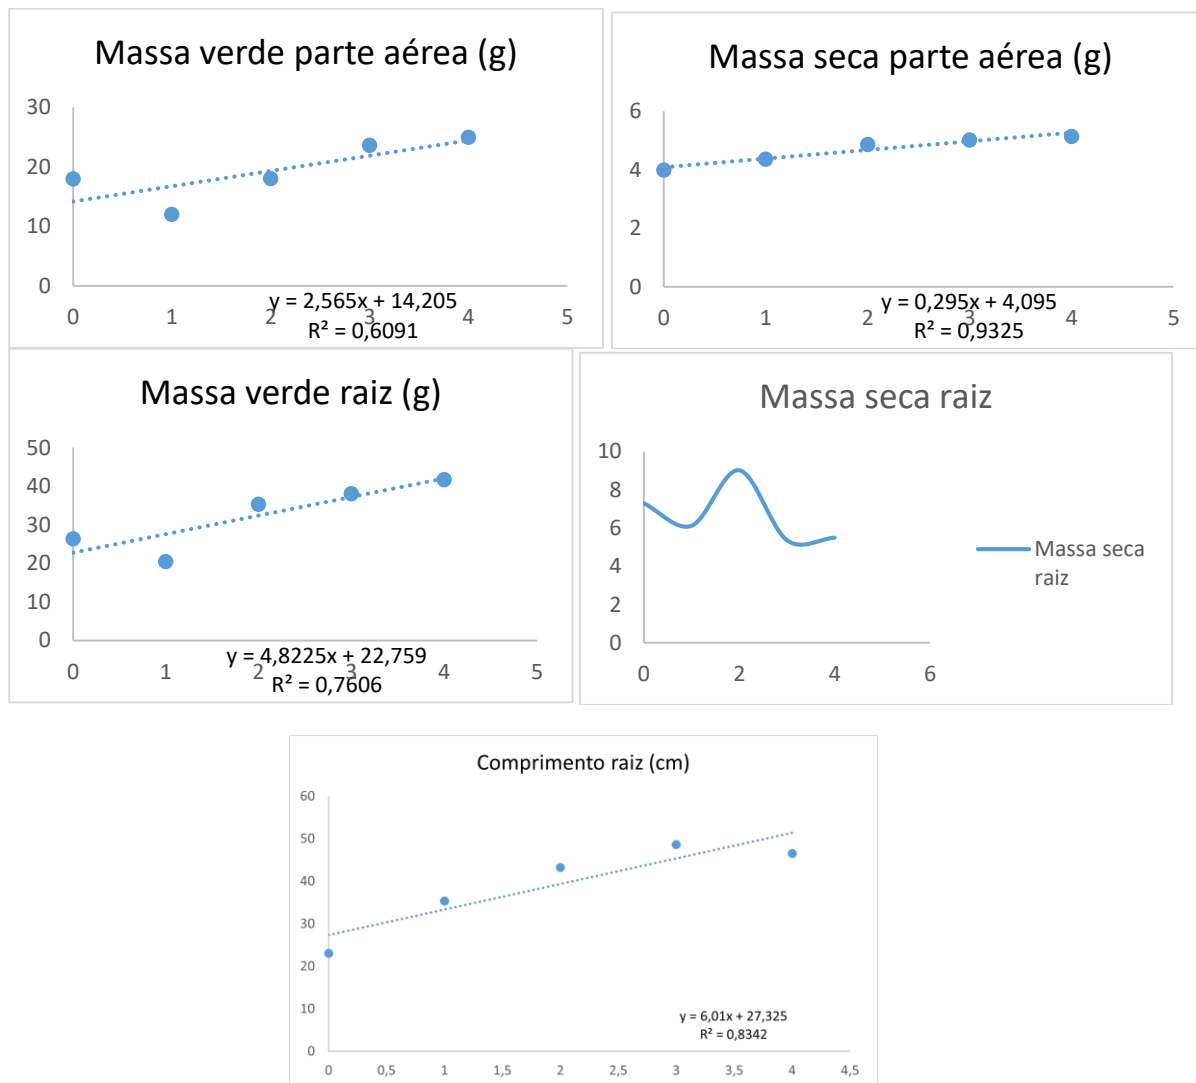 Massa verde parte aérea (g)
30
20
10
0
0 1 2 3 4 5
y = 2,565x + 14,205
R² = 0,6091
Massa seca parte aérea (g)
6
4
2
0
0 1 2 3 4 5
y = 0,295x + 4,095
R² = 0,9325
Massa verde raiz (g)
50
40
30
20
10
0
0 1 2 3 4 5
y = 4,8225x + 22,759
R² = 0,7606
Massa seca raiz
10
8
6
4
2
0
0 2 4 6
Massa seca
raiz
Comprimento raiz (cm)
60
50
40
30
20
10
0
y = 6,01x + 27,325
R² = 0,8342
0 0,5 1 1,5 2 2,5 3 3,5 4 4,5